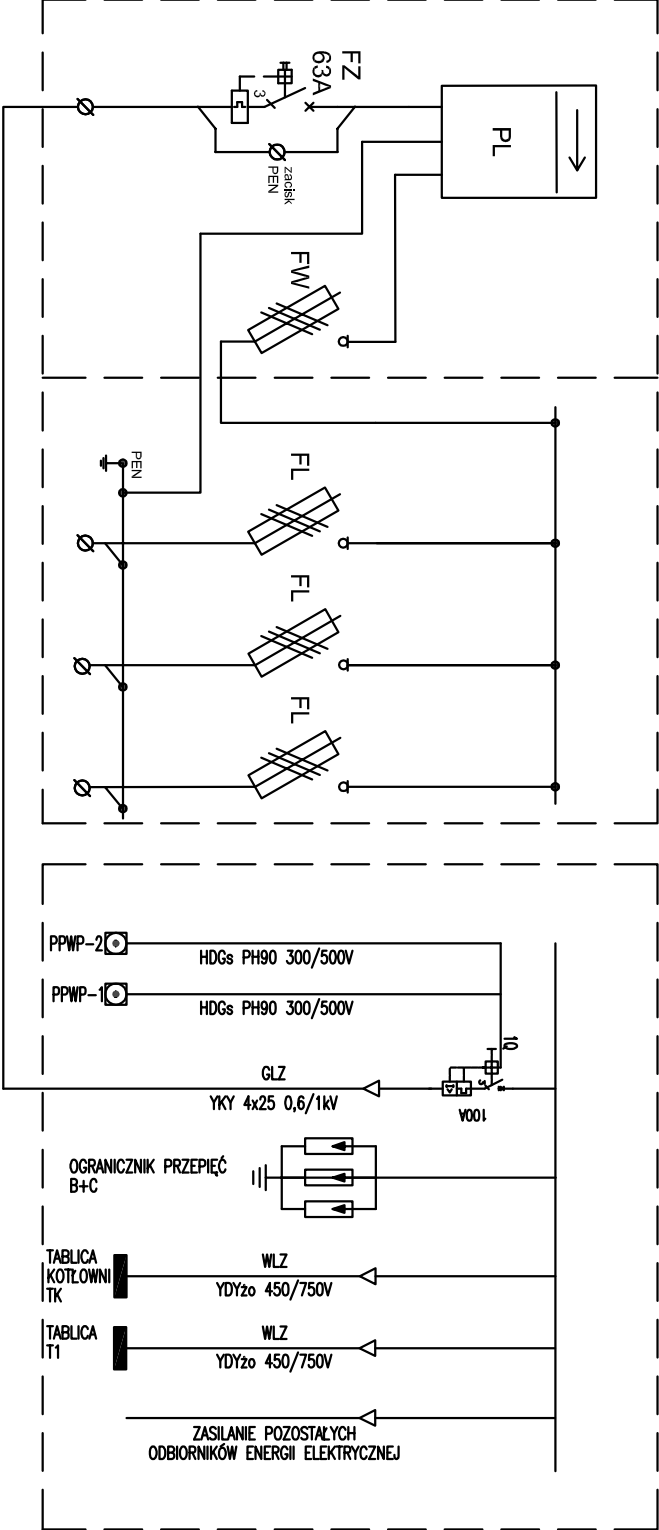 FZ
63A
3
PL
zacisk
PEN
FW
PEN
FL
FL
FL
PPWP-2
HDGs PH90 300/500V
PPWP-1
HDGs PH90 300/500V
1Q
3
100A
GLZ
YKY 4x25 0,6/1kV
OGRANICZNIK PRZEPIĘĆ
B+C
TABLICA
KOTŁOWNI
TK
WLZ
YDYżo 450/750V
TABLICA
T1
WLZ
YDYżo 450/750V
ZASILANIE POZOSTAŁYCH
ODBIORNIKÓW ENERGII ELEKTRYCZNEJ